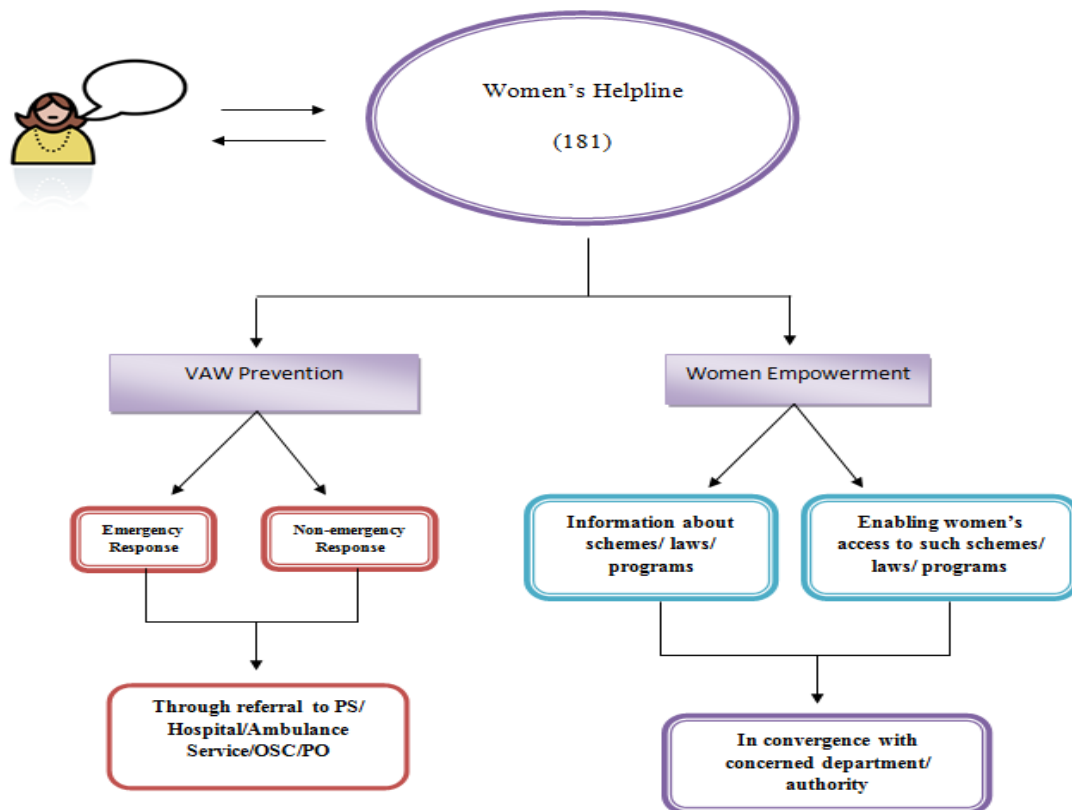 Women’s Helpline
(181)
VAW Prevention
Women Empowerment
Emergency
Response
Non-emergency
Response
Information about
schemes/ laws/
programs
Enabling women’s
access to such schemes/
laws/ programs
Through referral to PS/
Hospital/Ambulance
Service/OSC/PO
In convergence with
concerned department/
authority